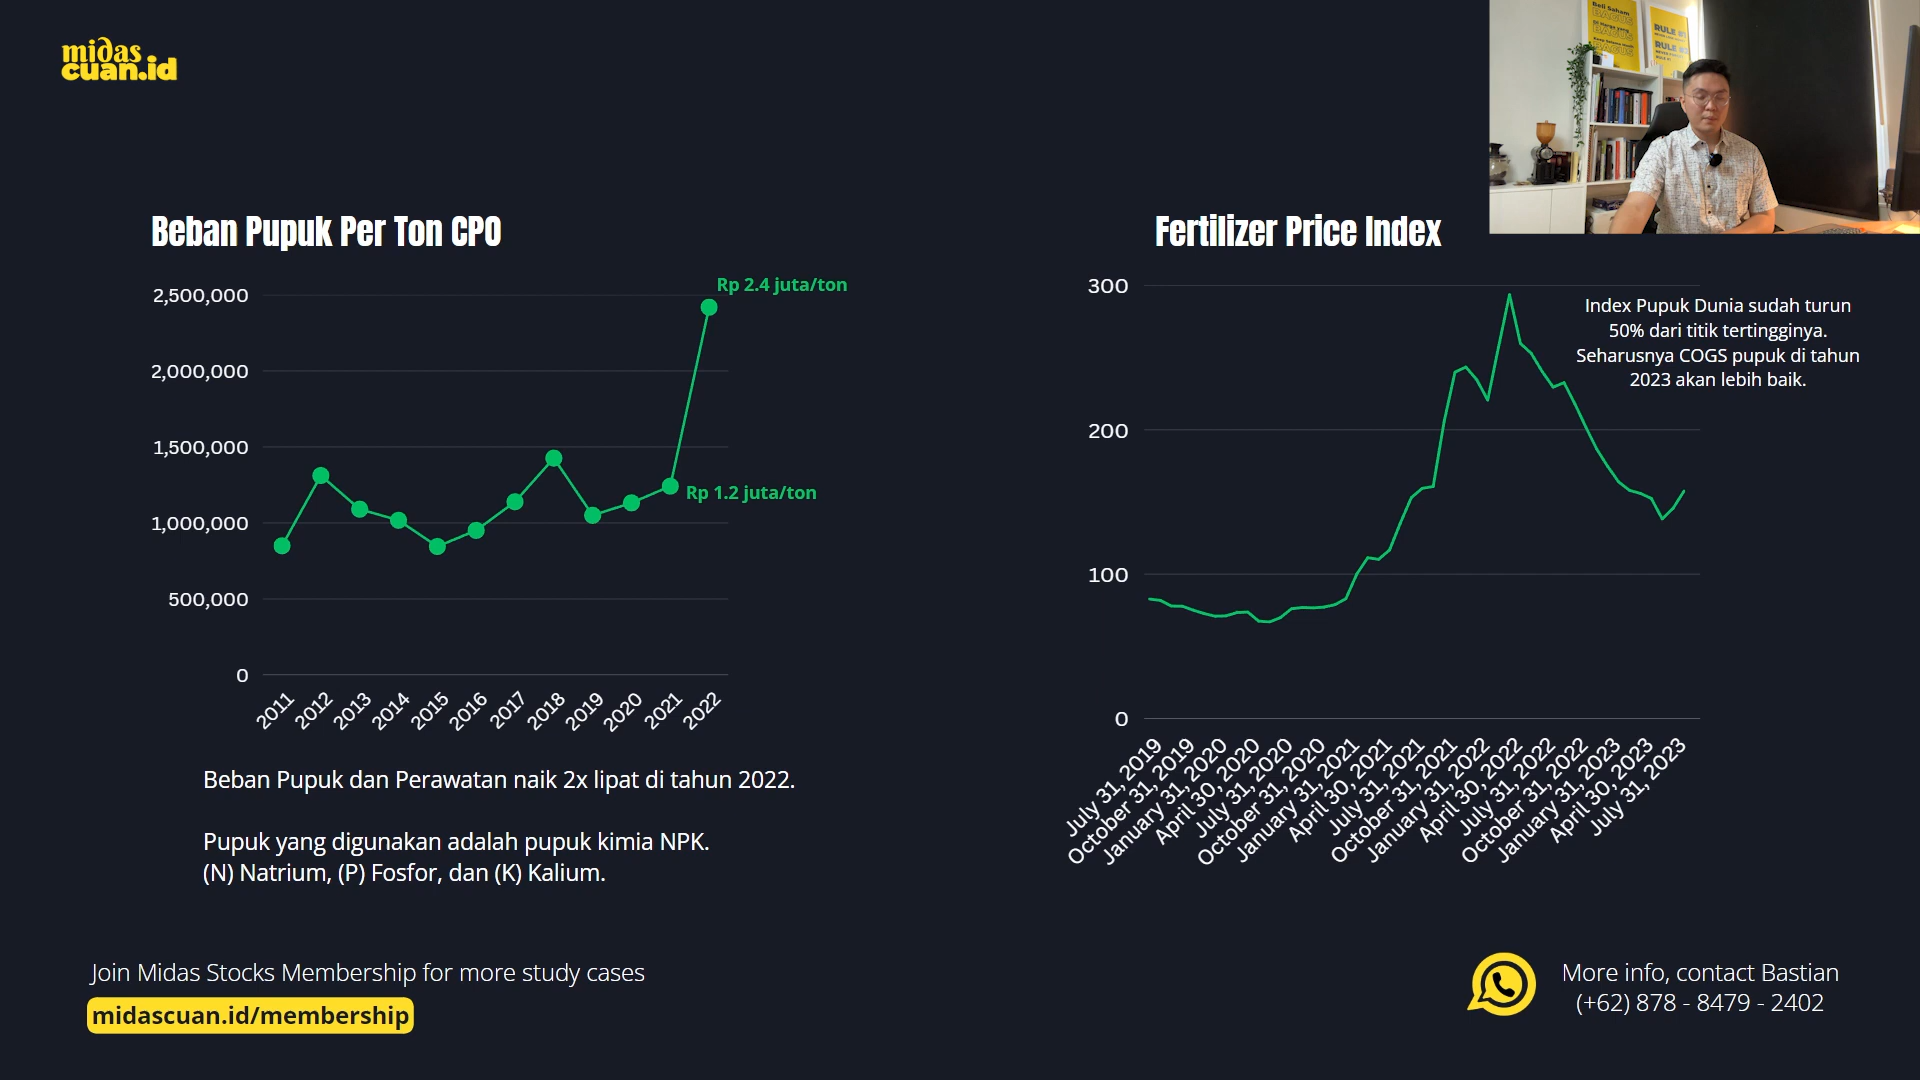 midas
cuan.id
Beli Saham
BAGUS
BAGUS
RULE #1
RULE #2
Beban Pupuk Per Ton CPO
2,500,000
2,000,000
1,500,000
1,000,000
500,000
0
Rp 2.4 juta/ton
Rp 1.2 juta/ton
2011
2012
2013
2014
2015
2016
2017
2018
2019
2020
2021
2022
Beban Pupuk dan Perawatan naik 2x lipat di tahun 2022.
Pupuk yang digunakan adalah pupuk kimia NPK.
(N) Natrium, (P) Fosfor, dan (K) Kalium.
Fertilizer Price Index
300
200
100
0
Index Pupuk Dunia sudah turun
50% dari titik tertingginya.
Seharusnya COGS pupuk di tahun
2023 akan lebih baik.
July 31, 2019
October 31, 2019
January 31, 2020
April 30, 2020
July 31, 2020
October 31, 2020
January 31, 2021
April 30, 2021
July 31, 2021
October 31, 2021
January 31, 2022
April 30, 2022
July 31, 2022
October 31, 2022
January 31, 2023
April 30, 2023
July 31, 2023
Join Midas Stocks Membership for more study cases
midascuan.id/membership
More info, contact Bastian
(+62) 878 - 8479 - 2402